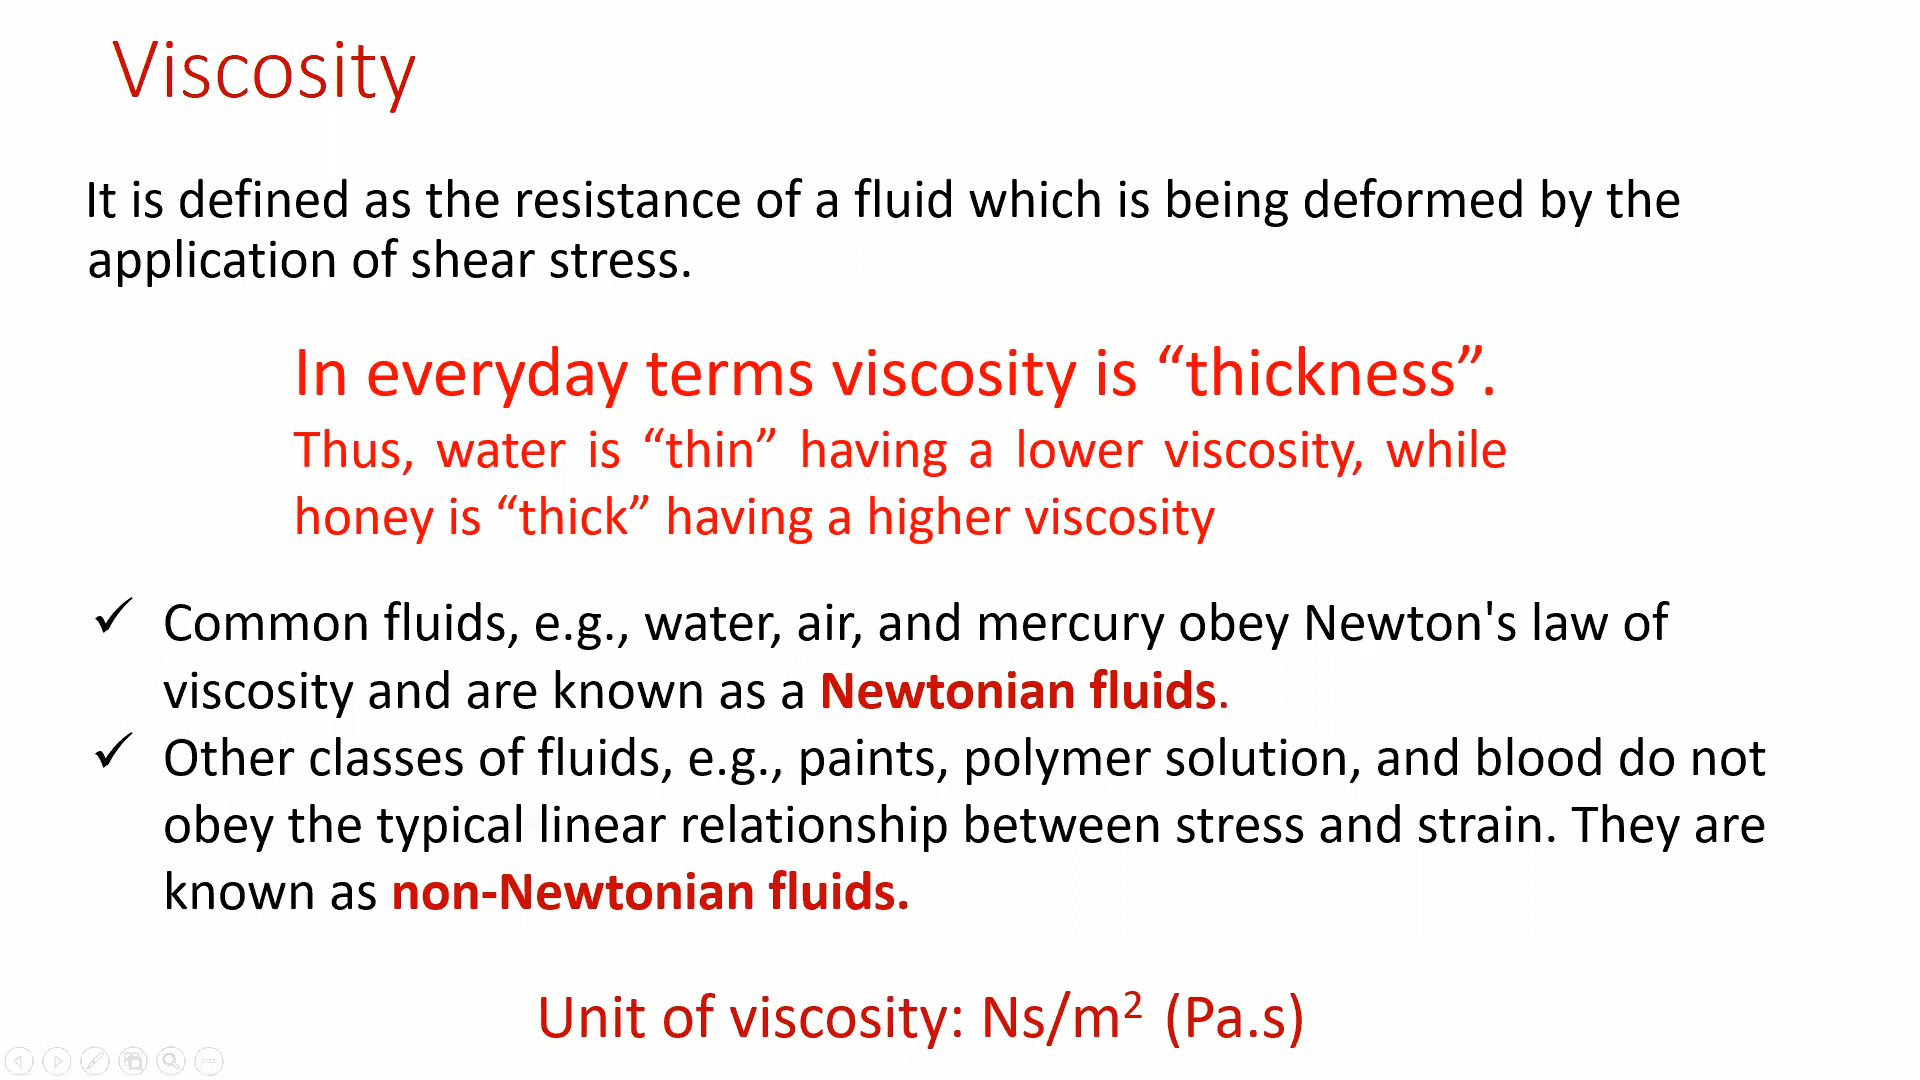 Viscosity
It is defined as the resistance of a fluid which is being deformed by the
application of shear stress.
In everyday terms viscosity is “thickness”.
Thus, water is “thin” having a lower viscosity, while
honey is “thick” having a higher viscosity
✓ Common fluids, e.g., water, air, and mercury obey Newton's law of
viscosity and are known as a Newtonian fluids.
✓ Other classes of fluids, e.g., paints, polymer solution, and blood do not
obey the typical linear relationship between stress and strain. They are
known as non-Newtonian fluids.
Unit of viscosity: Ns/m² (Pa.s)